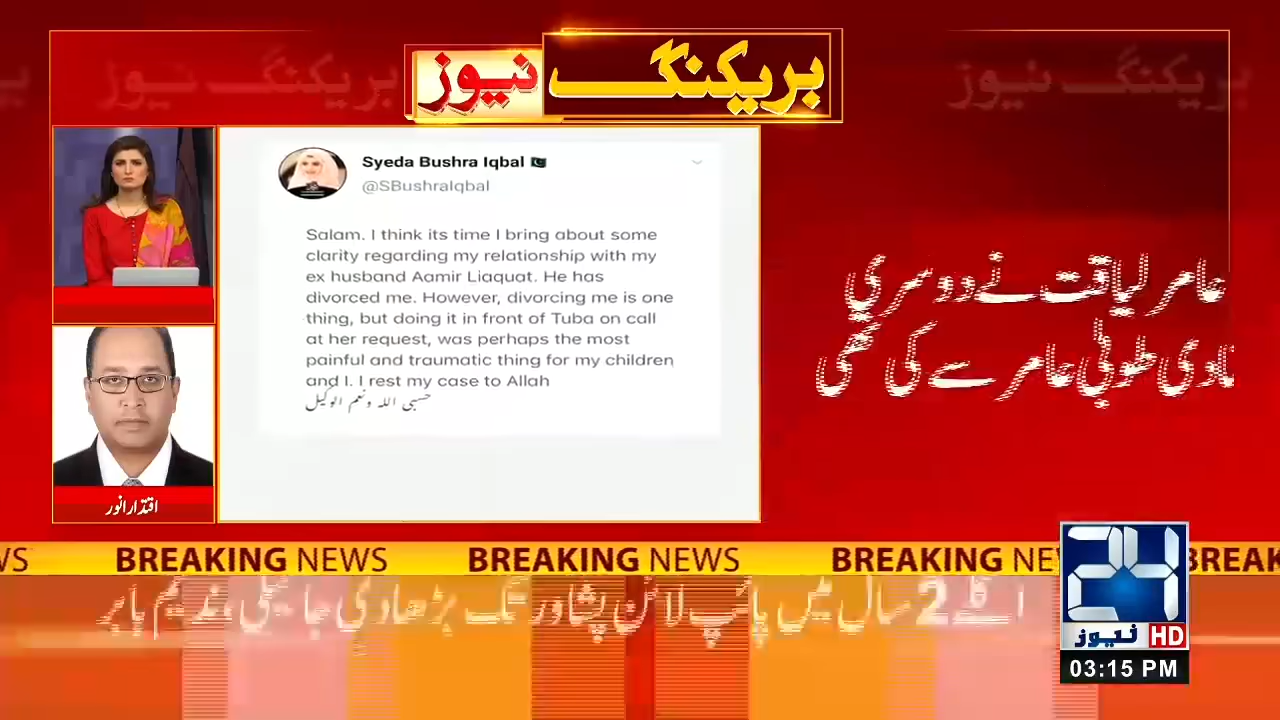 بریکنگ نیوز
Syeda Bushra Iqbal
@SBushraIqbal
Salam. I think its time I bring about some
clarity regarding my relationship with my
ex husband Aamir Liaquat. He has
divorced me. However, divorcing me is one
thing, but doing it in front of Tuba on call
at her request, was perhaps the most
painful and traumatic thing for my children
and I. I rest my case to Allah
حسبی اللہ ونعم الوکیل
عامر لیاقت نے دوسری
شادی طوبیٰ عامر سے کی تھی
اقتدار انور
BREAKING NEWS BREAKING NEWS BREAKING
اگلے 2 سال میں پائپ لائن پشاور تک بڑھادی جائیگی، ندیم بابر
24
نیوز HD
03:15 PM